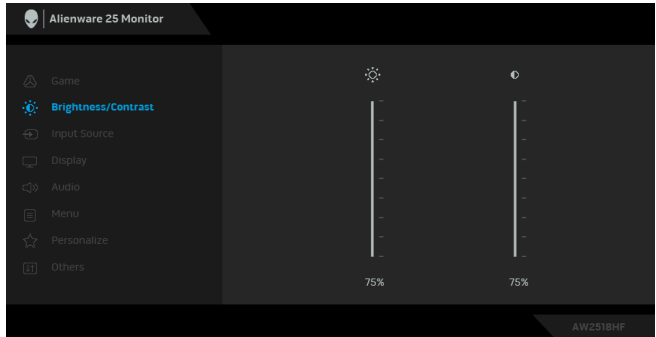 Alienware 25 Monitor
Game
Brightness/Contrast
Input Source
Display
Audio
Menu
Personalize
Others
75%
75%
AW2518HF